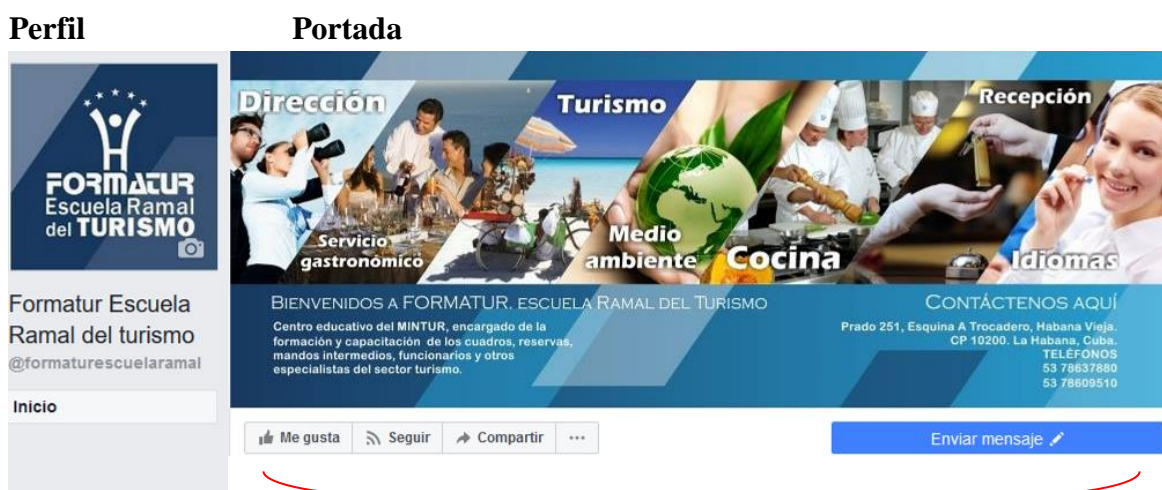 Perfil Portada
FORMATUR
Escuela Ramal
del TURISMO
Dirección
Turismo
Recepción
Servicio
gastronómico
Medio
ambiente
Cocina
Idiomas
BIENVENIDOS A FORMATUR. ESCUELA RAMAL DEL TURISMO
Centro educativo del MINTUR, encargado de la
formación y capacitación de los cuadros, reservas,
mandos intermedios, funcionarios y otros
especialistas del sector turismo.
CONTÁCTENOS AQUÍ
Prado 251, Esquina A Trocadero, Habana Vieja.
CP 10200. La Habana, Cuba.
TELÉFONOS
53 78637880
53 78609510
Formatur Escuela
Ramal del turismo
@formaturescuelaramal
Inicio
Me gusta Seguir Compartir ...
Enviar mensaje